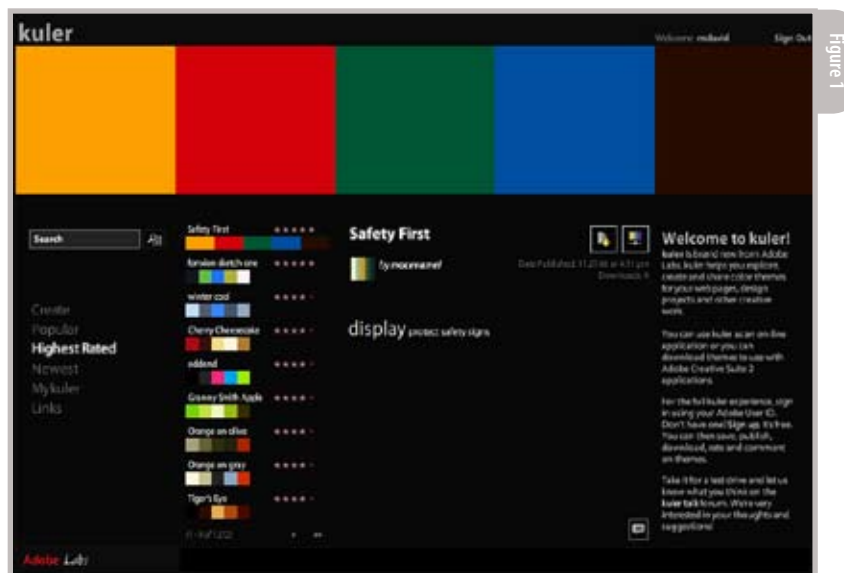 kuler
Welcome Sign Out
Figure 1
Search
Create
Popular
Highest Rated
Newest
Mykuler
Links
Safety First
winter cool
Cherry Cheesecake
oddend
Granny Smith Apple
Orange on olive
Orange on gray
Tiger's Eye
Safety First
display protect safety signs
Welcome to kuler!
kuler is brand new from Adobe
Labs. kuler helps you explore,
create and share color themes
for your web pages, design
projects and other creative
work.
You can use kuler as an on-line
application or you can
download themes to use with
Adobe Creative Suite 2
applications.
For the full kuler experience, sign
in using your Adobe User ID.
Don't have one? Sign up. It's free.
You can then save, publish,
download, rate and comment
on themes.
Take it for a test drive and let us
know what you think on the
kuler talk forum. We're very
interested in your thoughts and
suggestions!
Adobe Labs